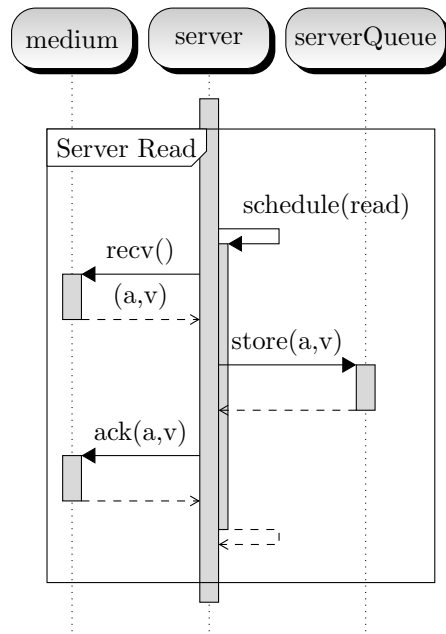 medium
server
serverQueue
Server Read
schedule(read)
recv()
(a,v)
store(a,v)
ack(a,v)